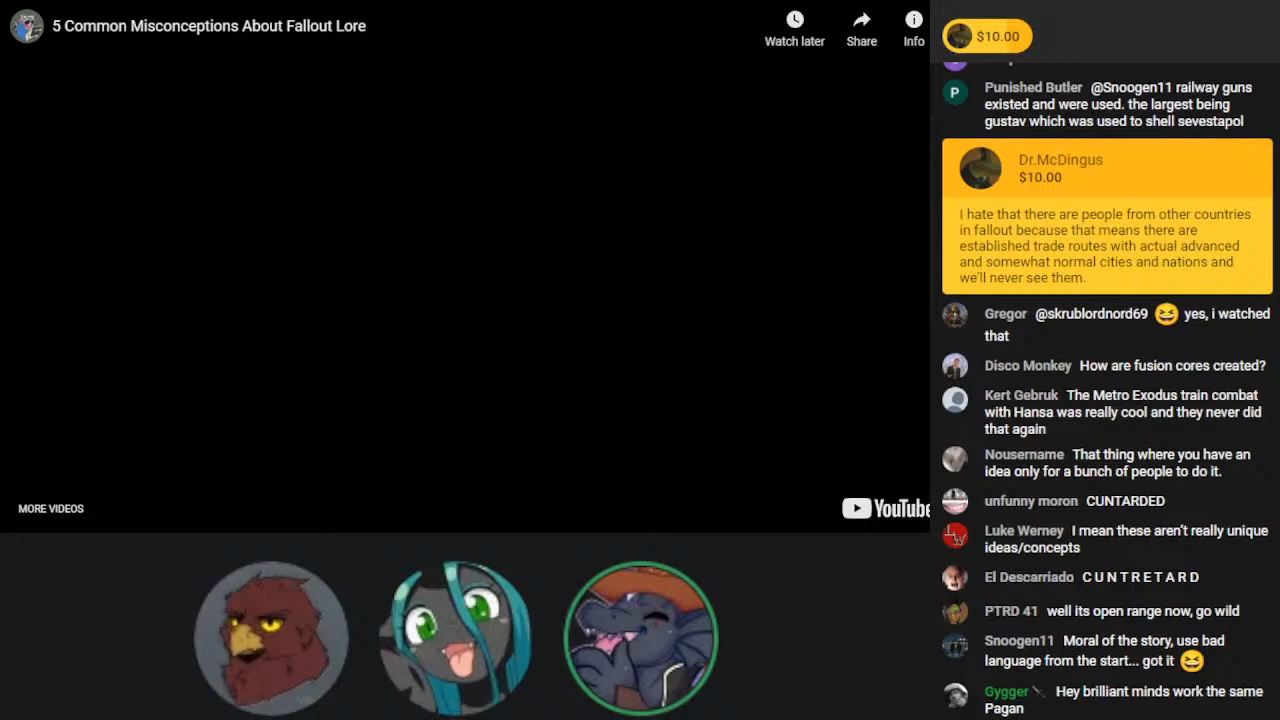 5 Common Misconceptions About Fallout Lore
Watch later
Share
Info
MORE VIDEOS
YouTube
$10.00
P
Punished Butler @Snoogen11 railway guns
existed and were used. the largest being
gustav which was used to shell sevestapol
Dr.McDingus
$10.00
I hate that there are people from other countries
in fallout because that means there are
established trade routes with actual advanced
and somewhat normal cities and nations and
we'll never see them.
Gregor @skrublordnord69 😆 yes, i watched
that
Disco Monkey How are fusion cores created?
Kert Gebruk The Metro Exodus train combat
with Hansa was really cool and they never did
that again
Nousername That thing where you have an
idea only for a bunch of people to do it.
unfunny moron CUNTARDED
Luke Werney I mean these aren't really unique
ideas/concepts
El Descarriado C U N T R E T A R D
PTRD 41 well its open range now, go wild
Snoogen11 Moral of the story, use bad
language from the start... got it 😆
Gygger Hey brilliant minds work the same
Pagan